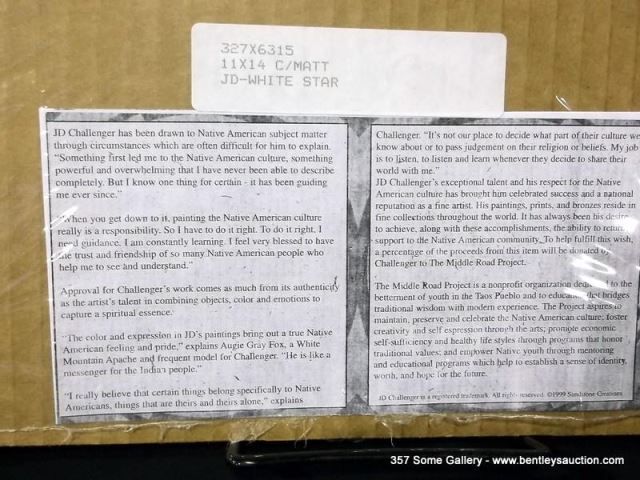 327X6315
11X14 C/MATT
JD-WHITE STAR
JD Challenger has been drawn to Native American subject matter
through circumstances which are often difficult for him to explain.
"Something first led me to the Native American culture, something
powerful and overwhelming that I have never been able to describe
completely. But I know one thing for certain - it has been guiding
me ever since."
"When you get down to it, painting the Native American culture
really is a responsibility. So I have to do it right. To do it right, I
need guidance. I am constantly learning. I feel very blessed to have
the trust and friendship of so many Native American people who
help me to see and understand."
Approval for Challenger's work comes as much from its authenticity
as the artist's talent in combining objects, color and emotions to
capture a spiritual essence.
"The color and expression in JD's paintings bring out a true Native
American feeling and pride," explains Augie Gray Fox, a White
Mountain Apache and frequent model for Challenger. "He is like a
messenger for the Indian people."
"I really believe that certain things belong specifically to Native
Americans, things that are theirs and theirs alone," explains
Challenger. "It's not our place to decide what part of their culture we
know about or to pass judgement on their religion or beliefs. My job
is to listen, to listen and learn whenever they decide to share their
world with me."
JD Challenger's exceptional talent and his respect for the Native
American culture has brought him celebrated success and a national
reputation as a fine artist. His paintings, prints, and bronzes reside in
fine collections throughout the world. It has always been his desire
to achieve, along with these accomplishments, the ability to return
support to the Native American community. To help fulfill this wish,
a percentage of the proceeds from this item will be donated by
Challenger to The Middle Road Project.
The Middle Road Project is a nonprofit organization dedicated to the
betterment of youth in the Taos Pueblo and to education that bridges
traditional wisdom with modern experience. The Project aspires to
maintain, preserve and celebrate the Native American culture; foster
creativity and self expression through the arts; promote economic
self-sufficiency and healthy life styles through programs that honor
traditional values; and empower Native youth through mentoring
and educational programs which help to establish a sense of identity,
worth, and hope for the future.
JD Challenger is a registered trademark. All rights reserved. ©1999 Sandstone Creations
357 Some Gallery - www.bentleysauction.com